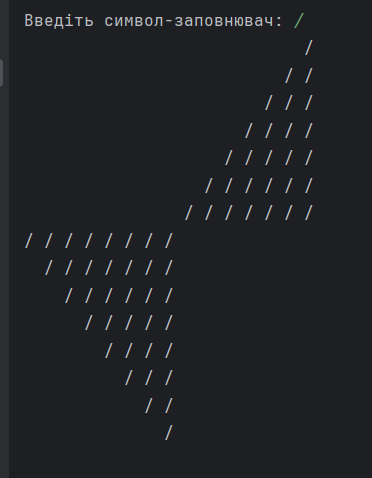 Введіть символ-заповнювач: /
                            /
                          / /
                        / / /
                      / / / /
                    / / / / /
                  / / / / / /
                / / / / / / /
/ / / / / / / /
  / / / / / / /
    / / / / / /
      / / / / /
        / / / /
          / / /
            / /
              /